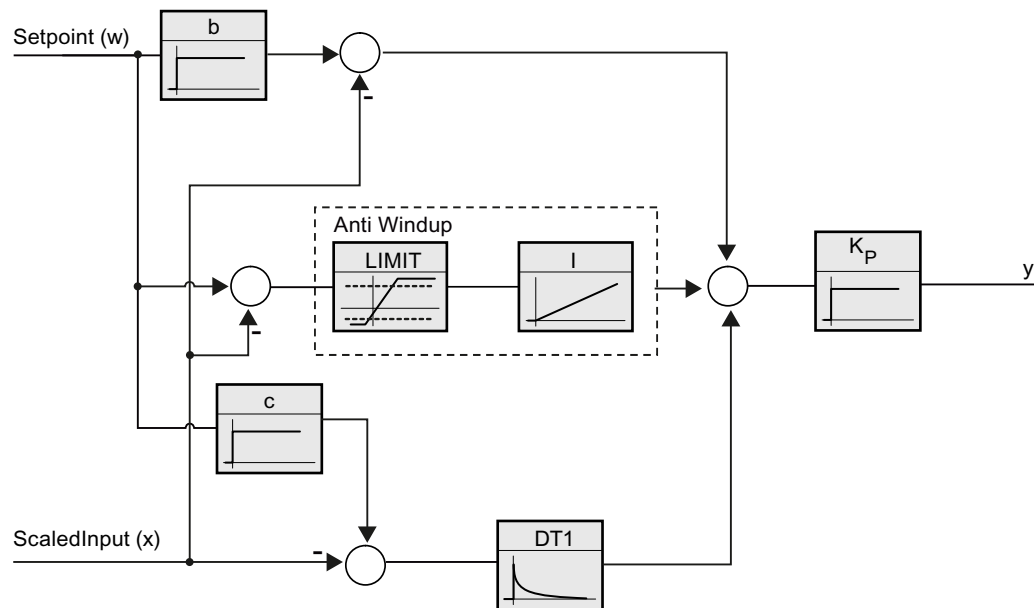 Setpoint (w)
b
-
Anti Windup
LIMIT
I
K_P
y
-
c
ScaledInput (x)
-
DT1